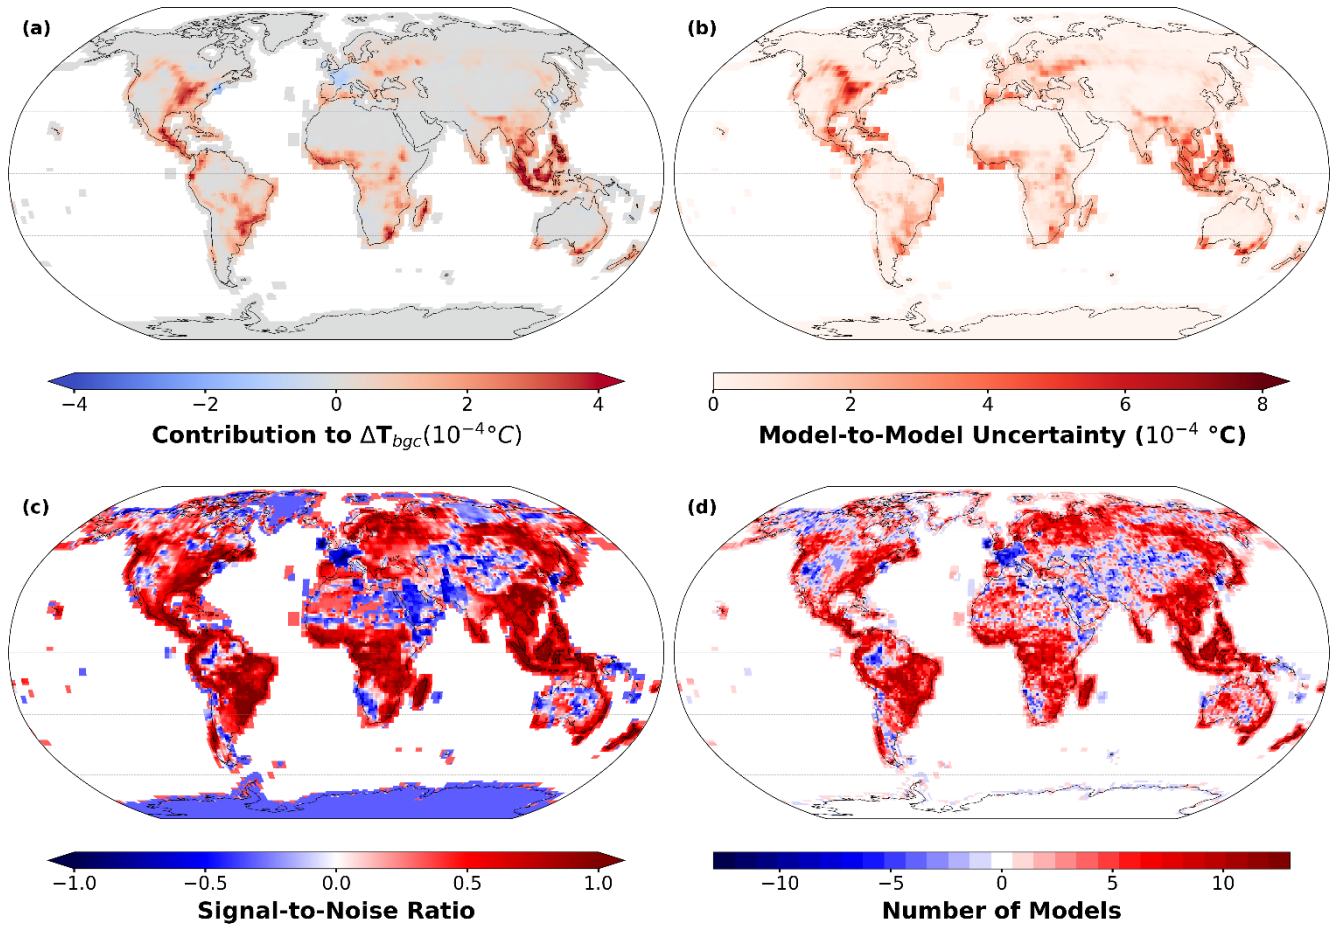 (a)
(b)
−4 −2 0 2 4
Contribution to ΔT_bgc(10⁻⁴°C)
0 2 4 6 8
Model-to-Model Uncertainty (10⁻⁴ °C)
(c)
(d)
−1.0 −0.5 0.0 0.5 1.0
Signal-to-Noise Ratio
−10 −5 0 5 10
Number of Models